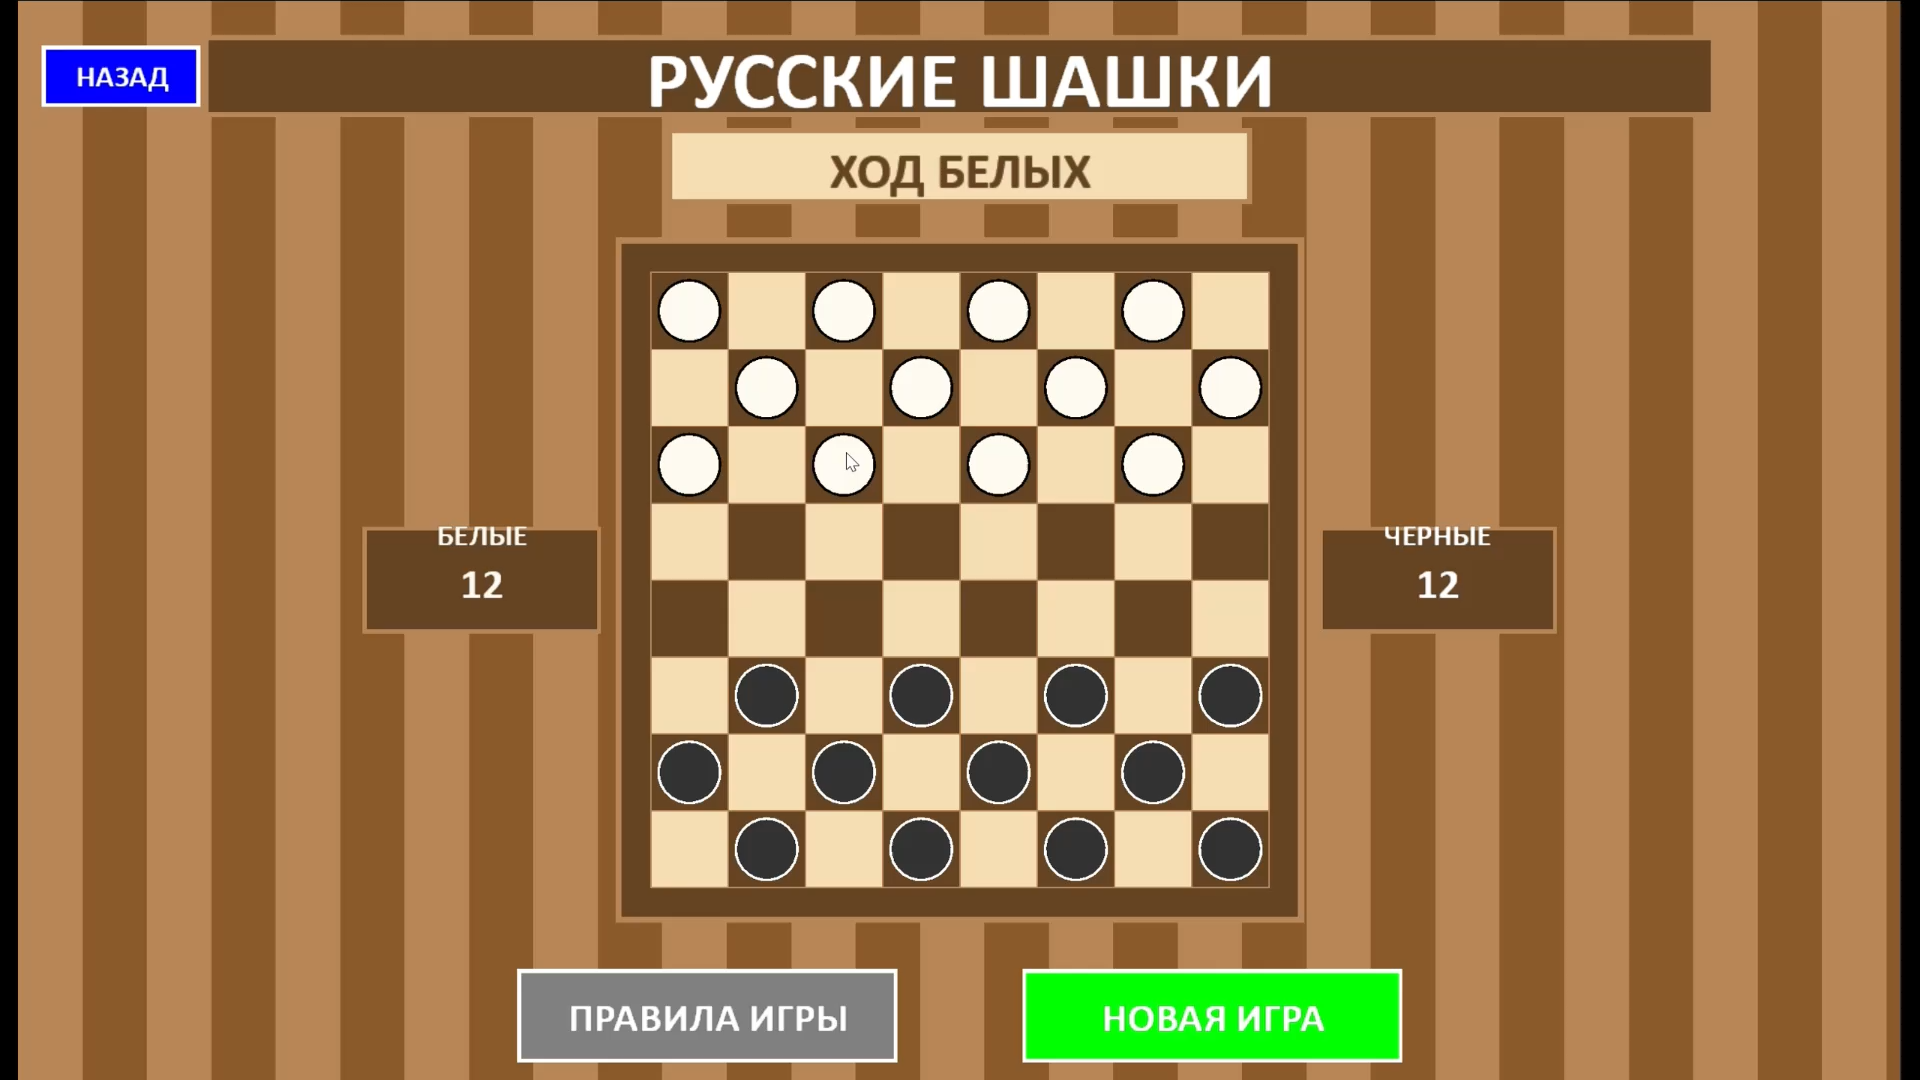 НАЗАД
РУССКИЕ ШАШКИ
ХОД БЕЛЫХ
БЕЛЫЕ
12
ЧЕРНЫЕ
12
ПРАВИЛА ИГРЫ
НОВАЯ ИГРА